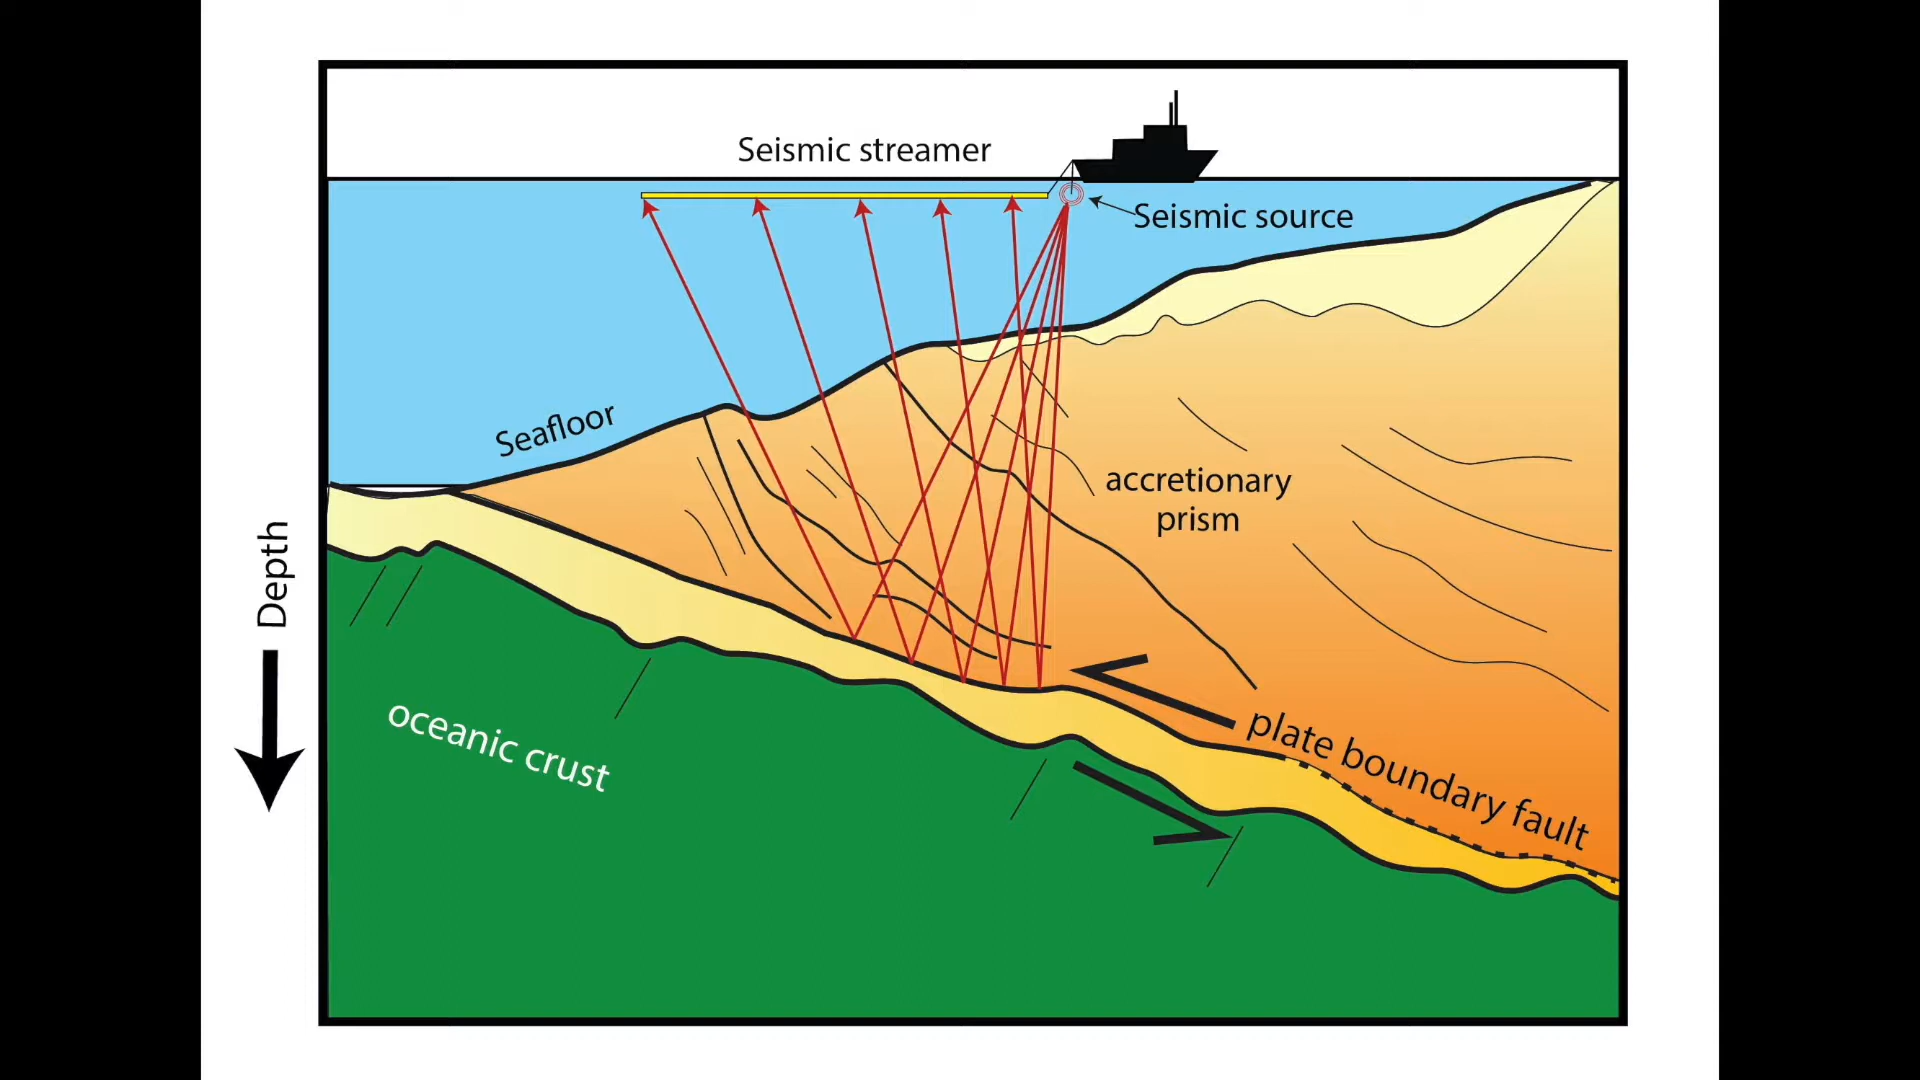 Seismic streamer
Seismic source
Seafloor
accretionary
prism
Depth
oceanic crust
plate boundary fault